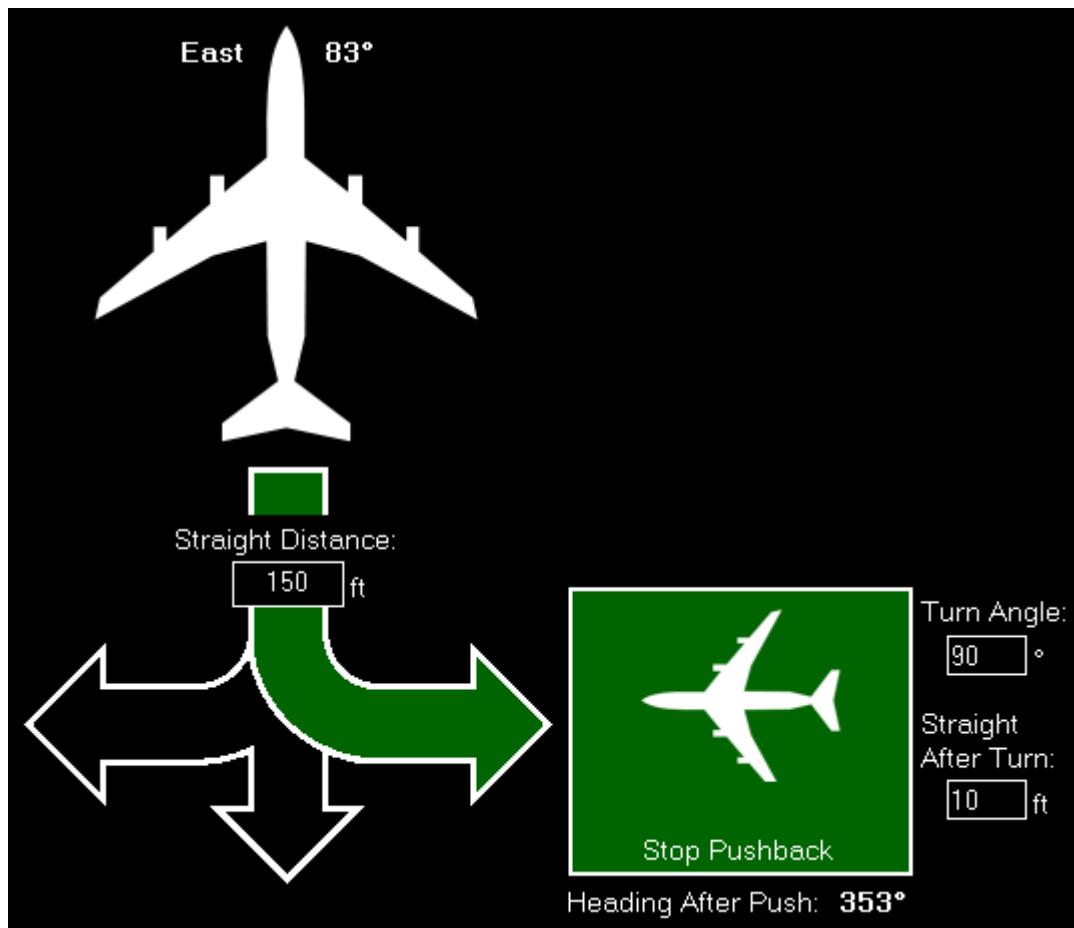 East 83°
Straight Distance:
150 ft
Turn Angle:
90 °
Straight
After Turn:
10 ft
Stop Pushback
Heading After Push: 353°